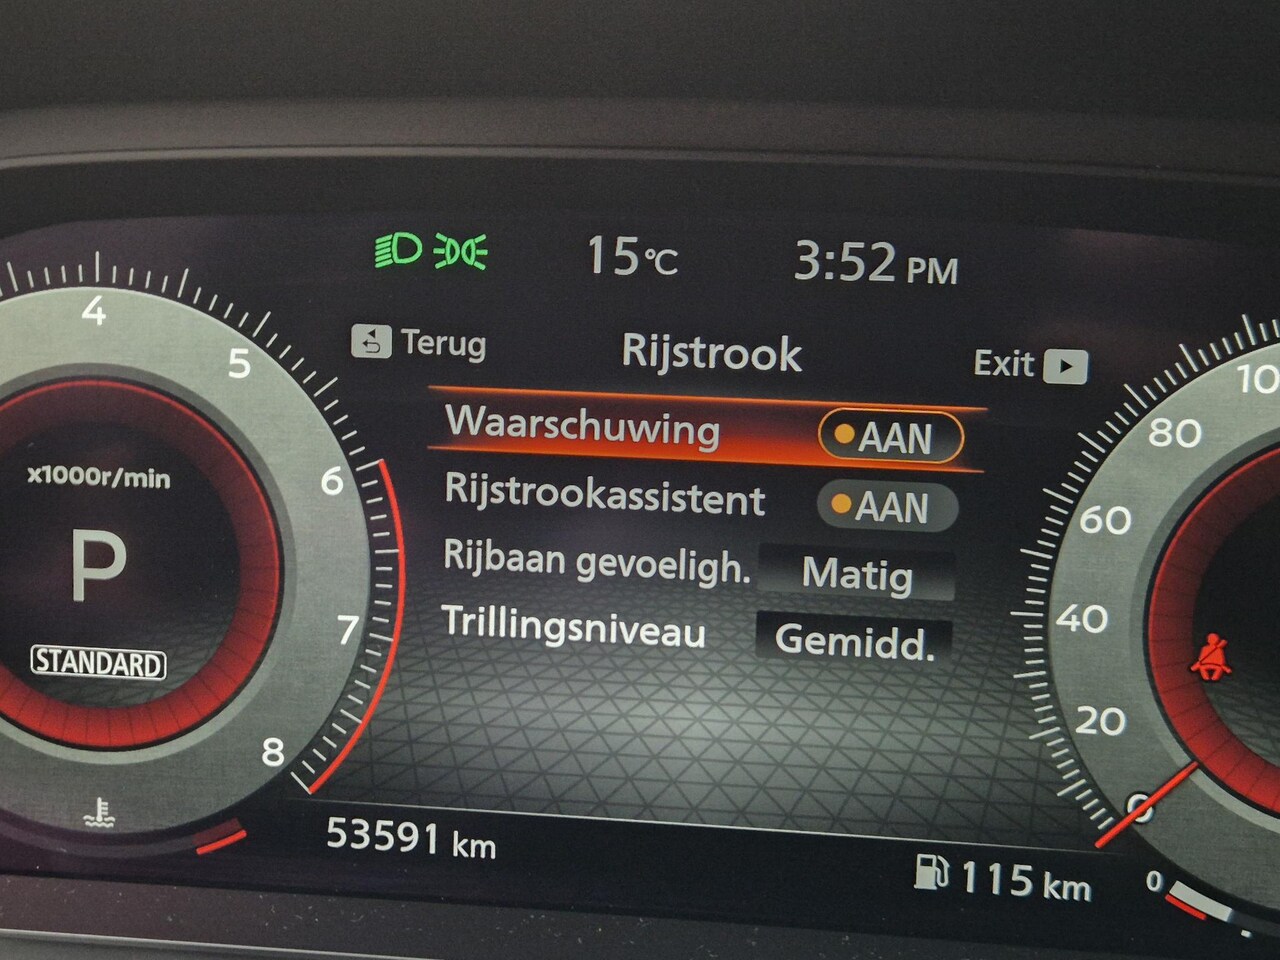 15°C 3:52 PM
Terug Rijstrook Exit
Waarschuwing AAN
Rijstrookassistent AAN
Rijbaan gevoeligh. Matig
Trillingsniveau Gemidd.
4
5
6
7
8
x1000r/min
P
STANDARD
10
80
60
40
20
0
53591 km
115 km
0